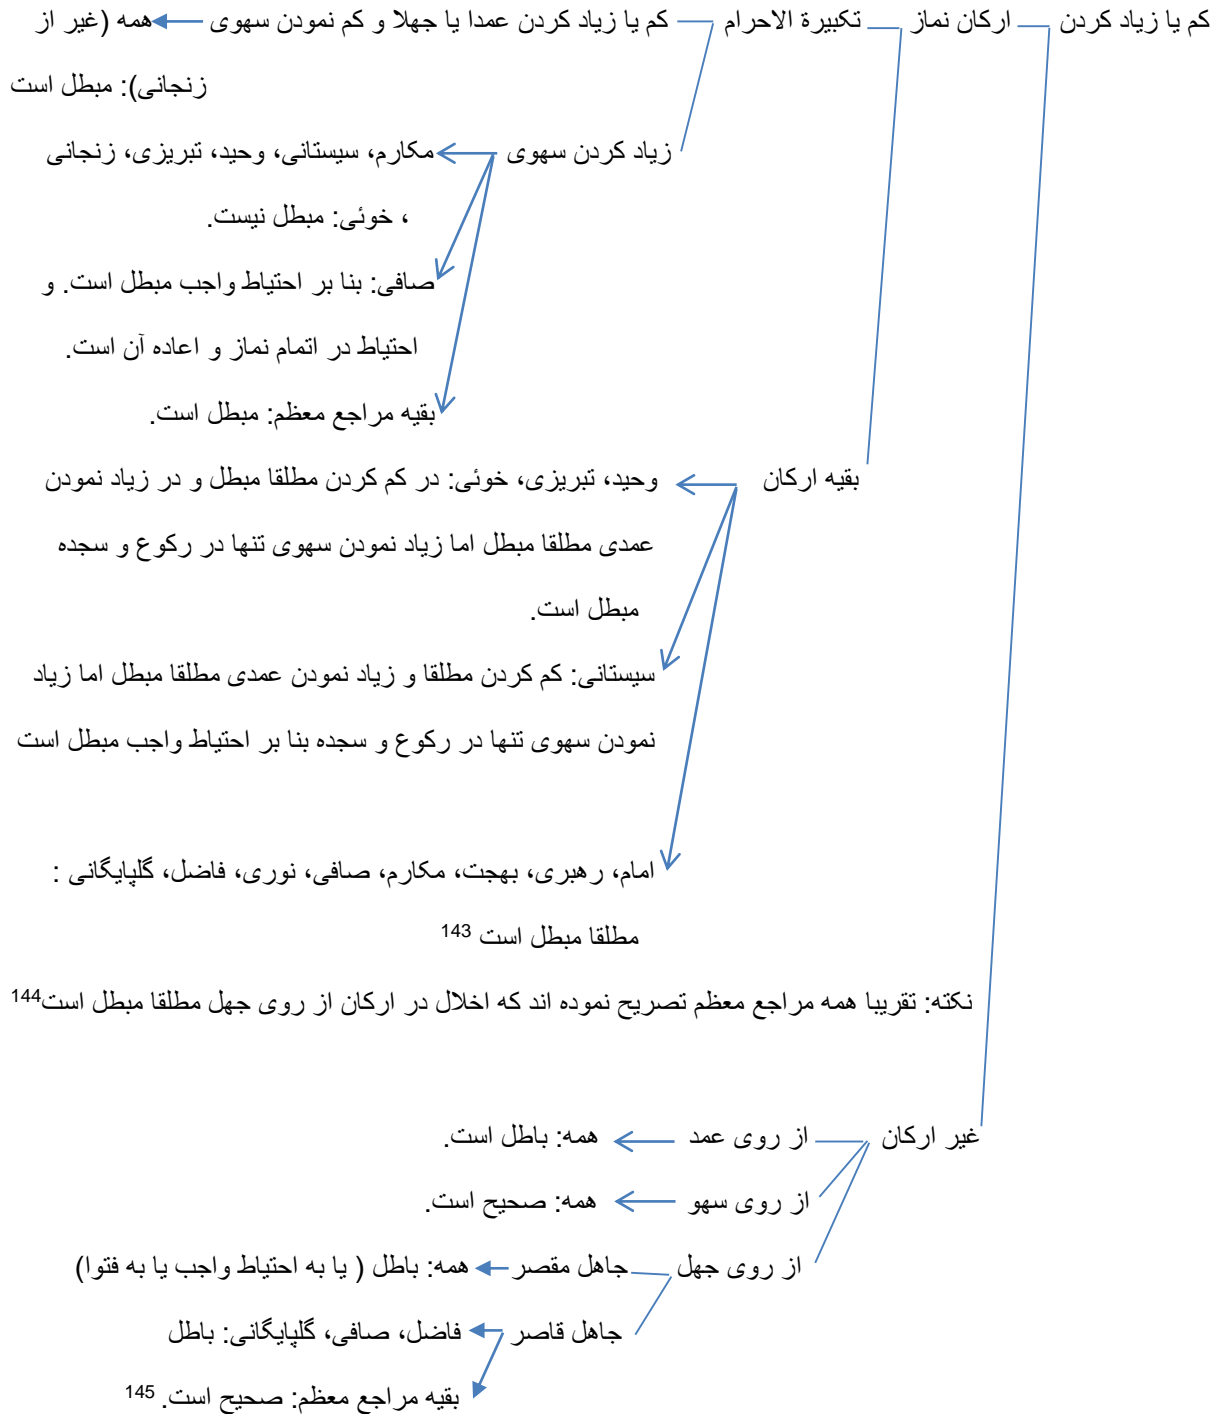 کم یا زیاد کردن ارکان نماز تکبیرة الاحرام کم یا زیاد کردن عمدا یا جهلا و کم نمودن سهوی همه (غیر از
زنجانی): مبطل است
زیاد کردن سهوی مکارم، سیستانی، وحید، تبریزی، زنجانی
، خوئی: مبطل نیست.
صافی: بنا بر احتیاط واجب مبطل است. و
احتیاط در اتمام نماز و اعاده آن است.
بقیه مراجع معظم: مبطل است.
بقیه ارکان وحید، تبریزی، خوئی: در کم کردن مطلقا مبطل و در زیاد نمودن
عمدی مطلقا مبطل اما زیاد نمودن سهوی تنها در رکوع و سجده
مبطل است.
سیستانی: کم کردن مطلقا و زیاد نمودن عمدی مطلقا مبطل اما زیاد
نمودن سهوی تنها در رکوع و سجده بنا بر احتیاط واجب مبطل است
امام، رهبری، بهجت، مکارم، صافی، نوری، فاضل، گلپایگانی :
مطلقا مبطل است 143
نکته: تقریبا همه مراجع معظم تصریح نموده اند که اخلال در ارکان از روی جهل مطلقا مبطل است144
غیر ارکان از روی عمد همه: باطل است.
از روی سهو همه: صحیح است.
از روی جهل جاهل مقصر همه: باطل ( یا به احتیاط واجب یا به فتوا)
جاهل قاصر فاضل، صافی، گلپایگانی: باطل
بقیه مراجع معظم: صحیح است. 145